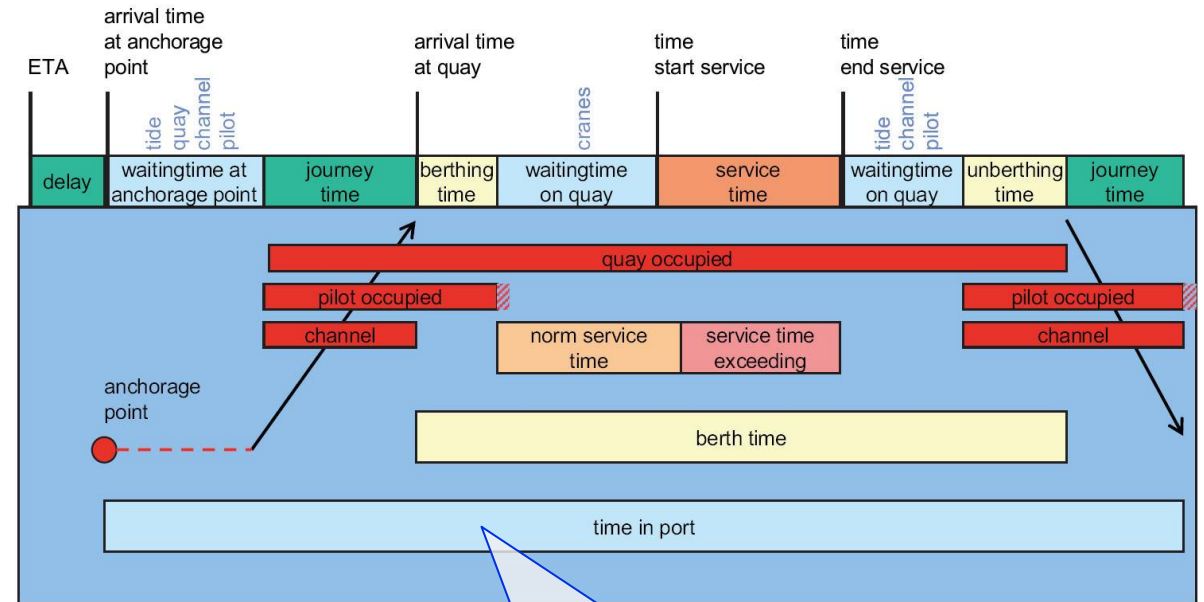 ETA
arrival time
at anchorage
point
arrival time
at quay
time
start service
time
end service
tide
quay
channel
pilot
cranes
tide
channel
pilot
delay
waitingtime at
anchorage point
journey
time
berthing
time
waitingtime
on quay
service
time
waitingtime
on quay
unberthing
time
journey
time
quay occupied
pilot occupied
pilot occupied
channel
norm service
time
service time
exceeding
channel
anchorage
point
berth time
time in port